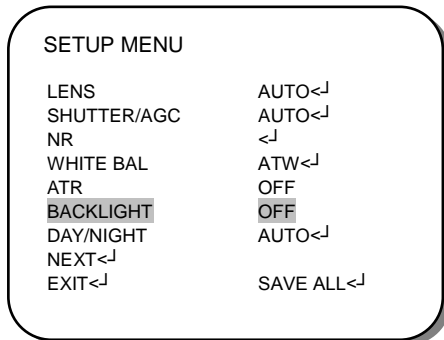 SETUP MENU
LENS AUTO<┘
SHUTTER/AGC AUTO<┘
NR <┘
WHITE BAL ATW<┘
ATR OFF
BACKLIGHT OFF
DAY/NIGHT AUTO<┘
NEXT<┘
EXIT<┘ SAVE ALL<┘